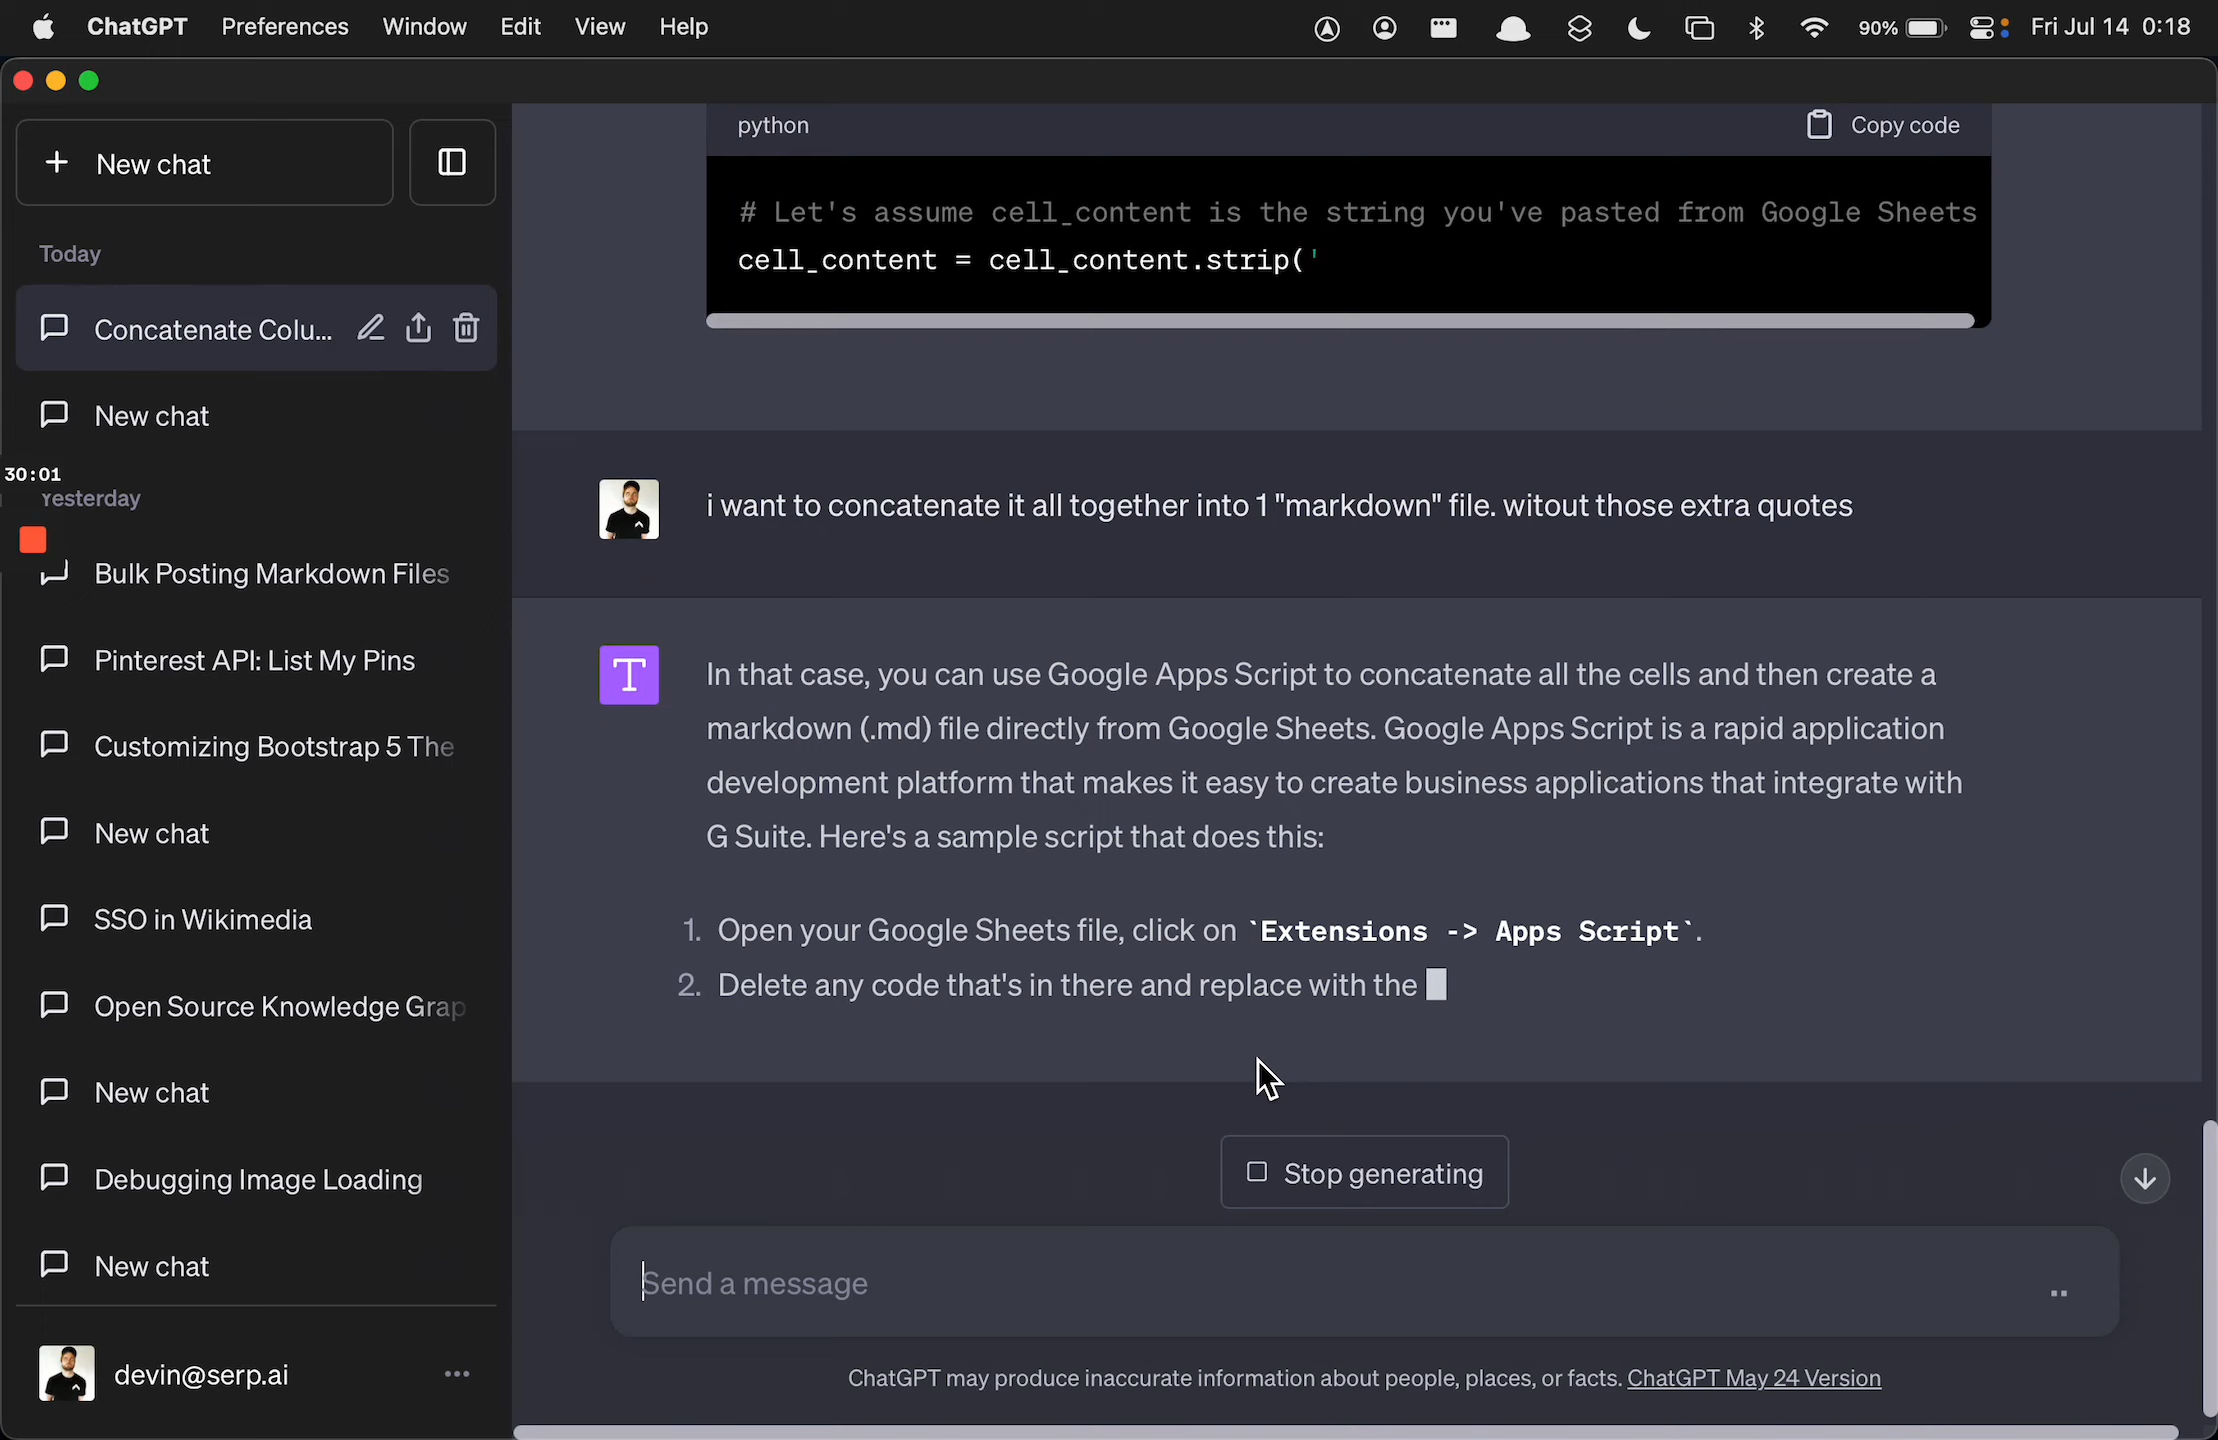 ChatGPT Preferences Window Edit View Help 90% Fri Jul 14 0:18
+ New chat
Today
Concatenate Colu...
New chat
30:01
Yesterday
Bulk Posting Markdown Files
Pinterest API: List My Pins
Customizing Bootstrap 5 The
New chat
SSO in Wikimedia
Open Source Knowledge Grap
New chat
Debugging Image Loading
New chat
devin@serp.ai
python Copy code
# Let's assume cell_content is the string you've pasted from Google Sheets
cell_content = cell_content.strip('
i want to concatenate it all together into 1 "markdown" file. witout those extra quotes
T
In that case, you can use Google Apps Script to concatenate all the cells and then create a
markdown (.md) file directly from Google Sheets. Google Apps Script is a rapid application
development platform that makes it easy to create business applications that integrate with
G Suite. Here's a sample script that does this:
1. Open your Google Sheets file, click on `Extensions -> Apps Script`.
2. Delete any code that's in there and replace with the
Stop generating
Send a message
ChatGPT may produce inaccurate information about people, places, or facts. ChatGPT May 24 Version